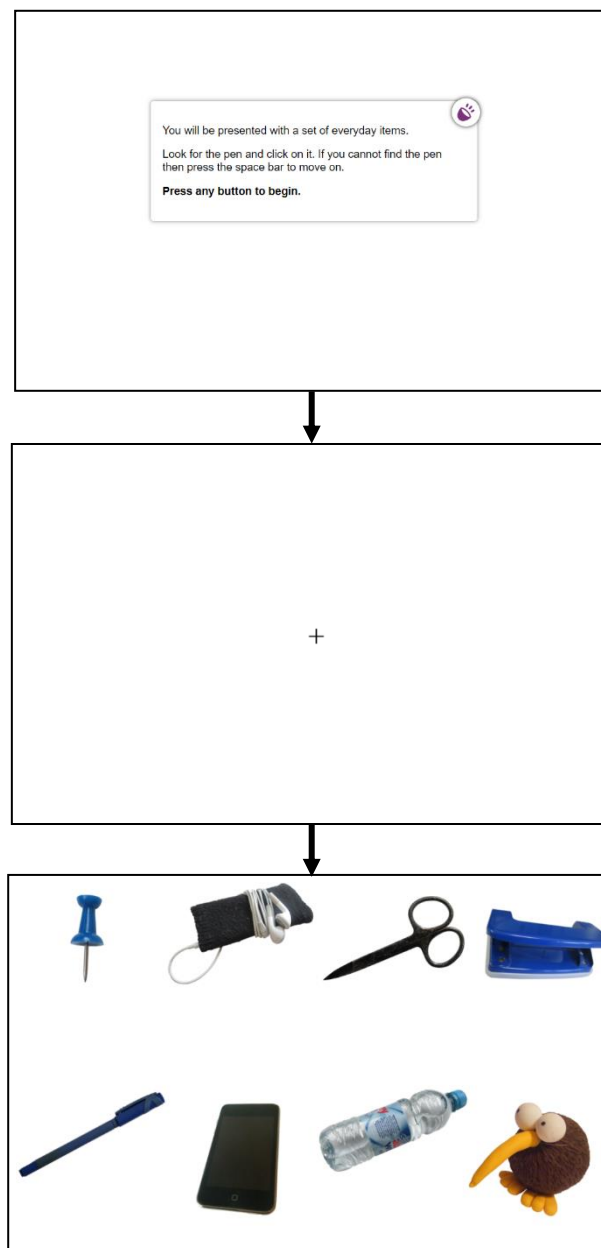 You will be presented with a set of everyday items.
Look for the pen and click on it. If you cannot find the pen
then press the space bar to move on.
Press any button to begin.